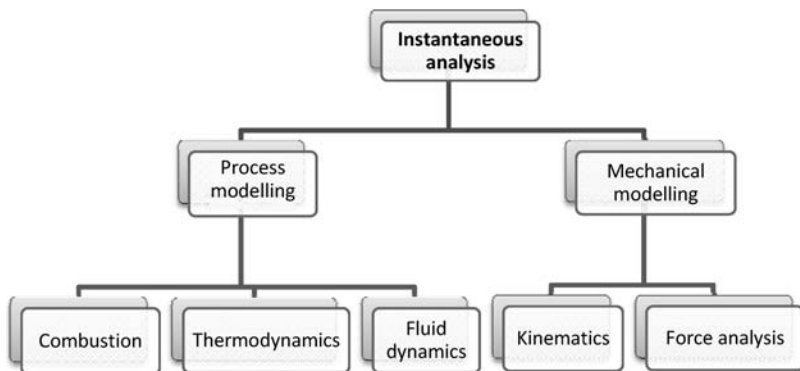 Instantaneous
analysis
Process
modelling
Mechanical
modelling
Combustion
Thermodynamics
Fluid
dynamics
Kinematics
Force analysis